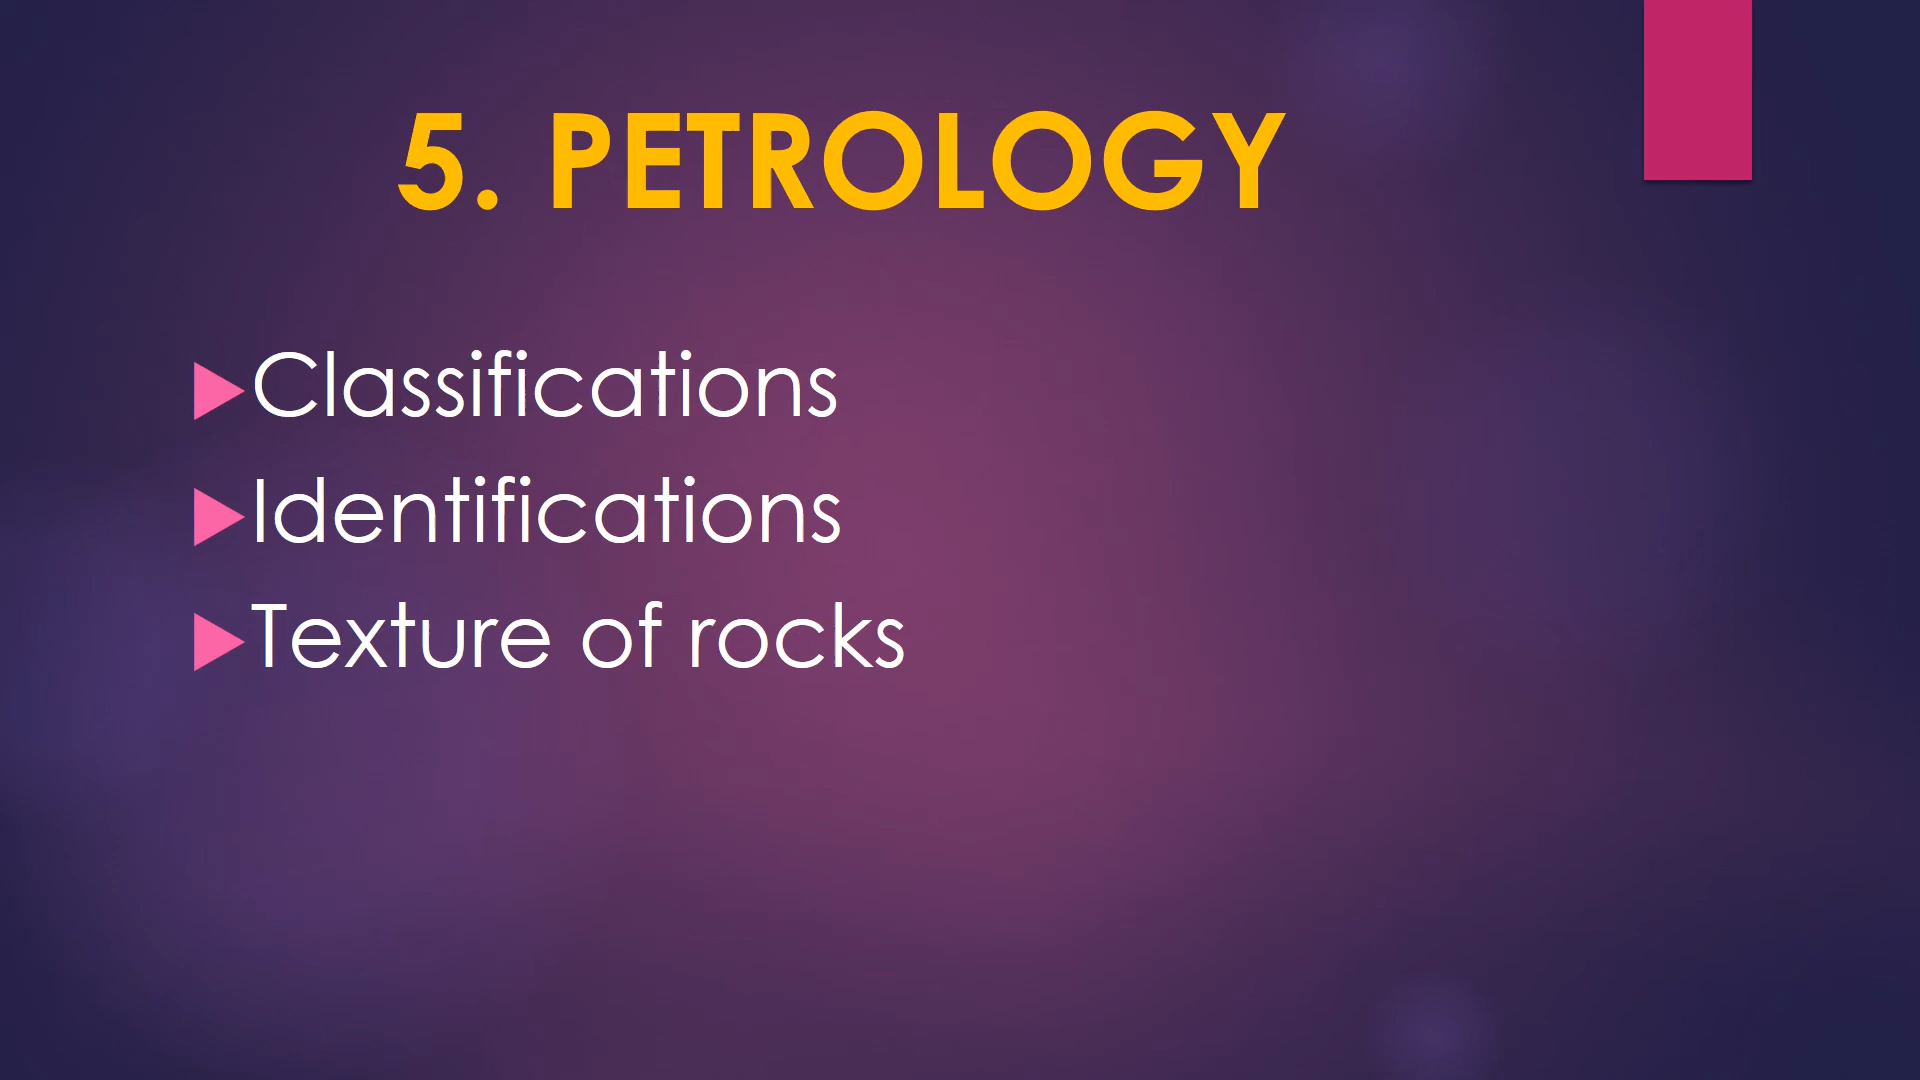 5. PETROLOGY
Classifications
Identifications
Texture of rocks